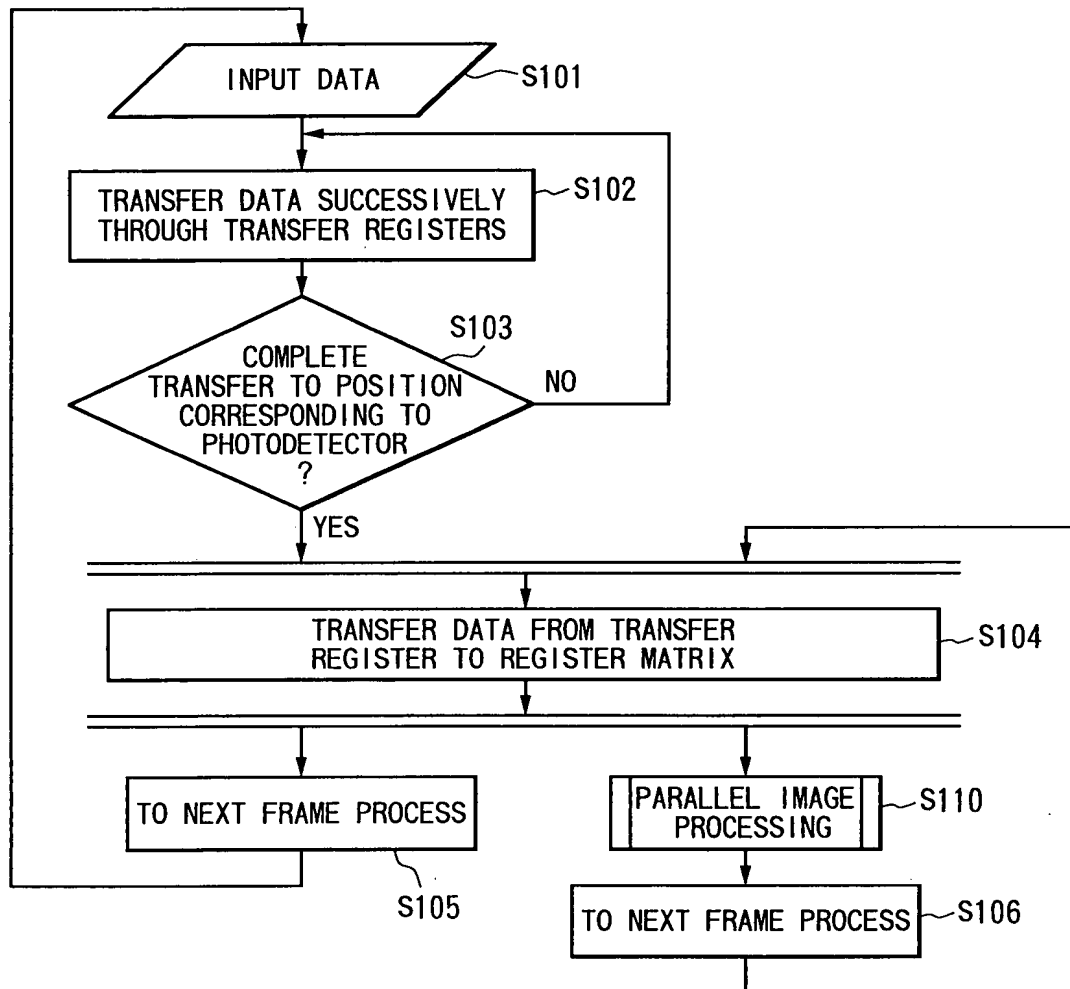 INPUT DATA
S101
TRANSFER DATA SUCCESSIVELY
THROUGH TRANSFER REGISTERS
S102
COMPLETE
TRANSFER TO POSITION
CORRESPONDING TO
PHOTODETECTOR
?
S103
NO
YES
TRANSFER DATA FROM TRANSFER
REGISTER TO REGISTER MATRIX
S104
TO NEXT FRAME PROCESS
S105
PARALLEL IMAGE
PROCESSING
S110
TO NEXT FRAME PROCESS
S106